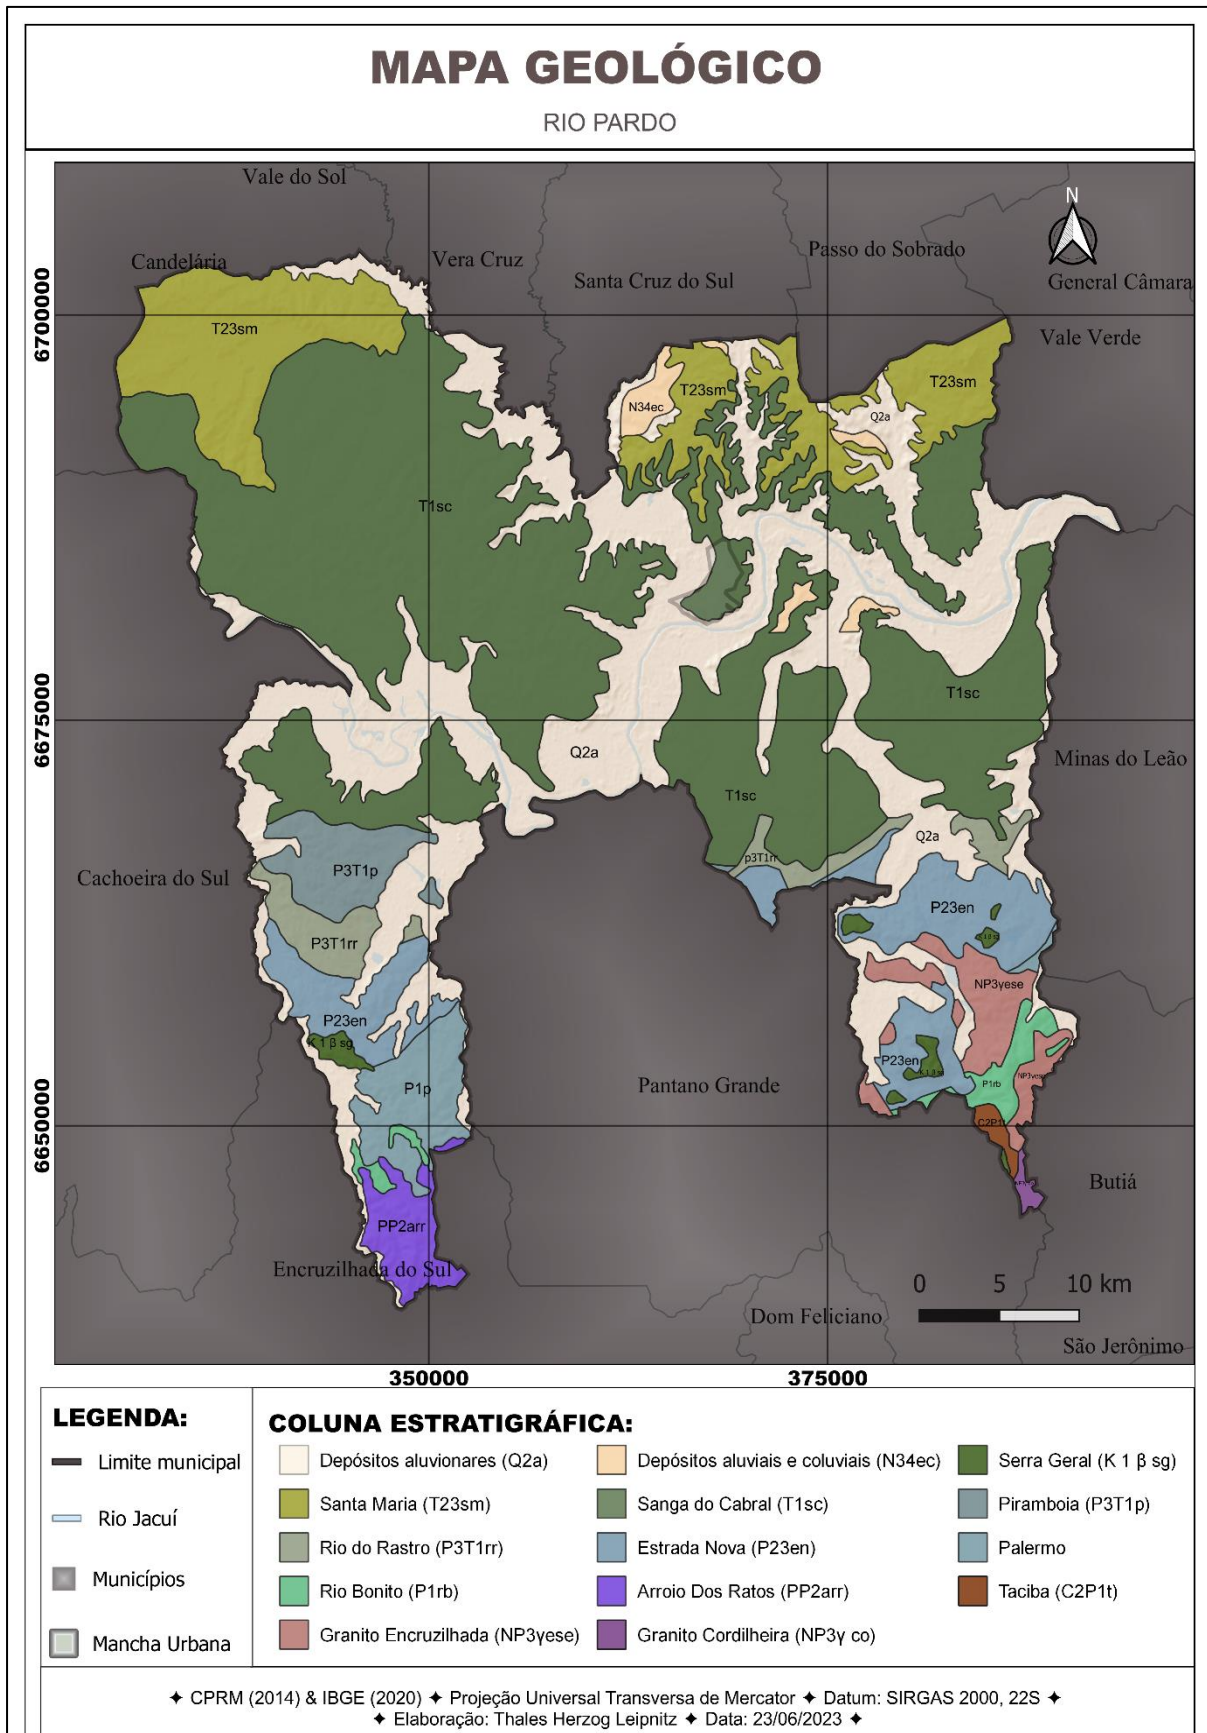 MAPA GEOLÓGICO
RIO PARDO
Vale do Sol
Candelária
Vera Cruz
Santa Cruz do Sul
Passo do Sobrado
N
General Câmara
Vale Verde
6700000
T23sm
T23sm
T23sm
N34ec
Q2a
T1sc
T1sc
6675000
Q2a
T1sc
Minas do Leão
Q2a
p3T1rr
P3T1p
Cachoeira do Sul
P23en
P3T1rr
NP3yese
P23en
K 1 β sg
P23en
Pantano Grande
P1p
P1rb
NP3yese
6650000
C2P1t
Butiá
PP2arr
Encruzilhada do Sul
0 5 10 km
Dom Feliciano
São Jerônimo
350000 375000
LEGENDA:
Limite municipal
Rio Jacuí
Municípios
Mancha Urbana
COLUNA ESTRATIGRÁFICA:
Depósitos aluvionares (Q2a) Depósitos aluviais e coluviais (N34ec) Serra Geral (K 1 β sg)
Santa Maria (T23sm) Sanga do Cabral (T1sc) Piramboia (P3T1p)
Rio do Rastro (P3T1rr) Estrada Nova (P23en) Palermo
Rio Bonito (P1rb) Arroio Dos Ratos (PP2arr) Taciba (C2P1t)
Granito Encruzilhada (NP3γese) Granito Cordilheira (NP3γ co)
✦ CPRM (2014) & IBGE (2020) ✦ Projeção Universal Transversa de Mercator ✦ Datum: SIRGAS 2000, 22S ✦
✦ Elaboração: Thales Herzog Leipnitz ✦ Data: 23/06/2023 ✦